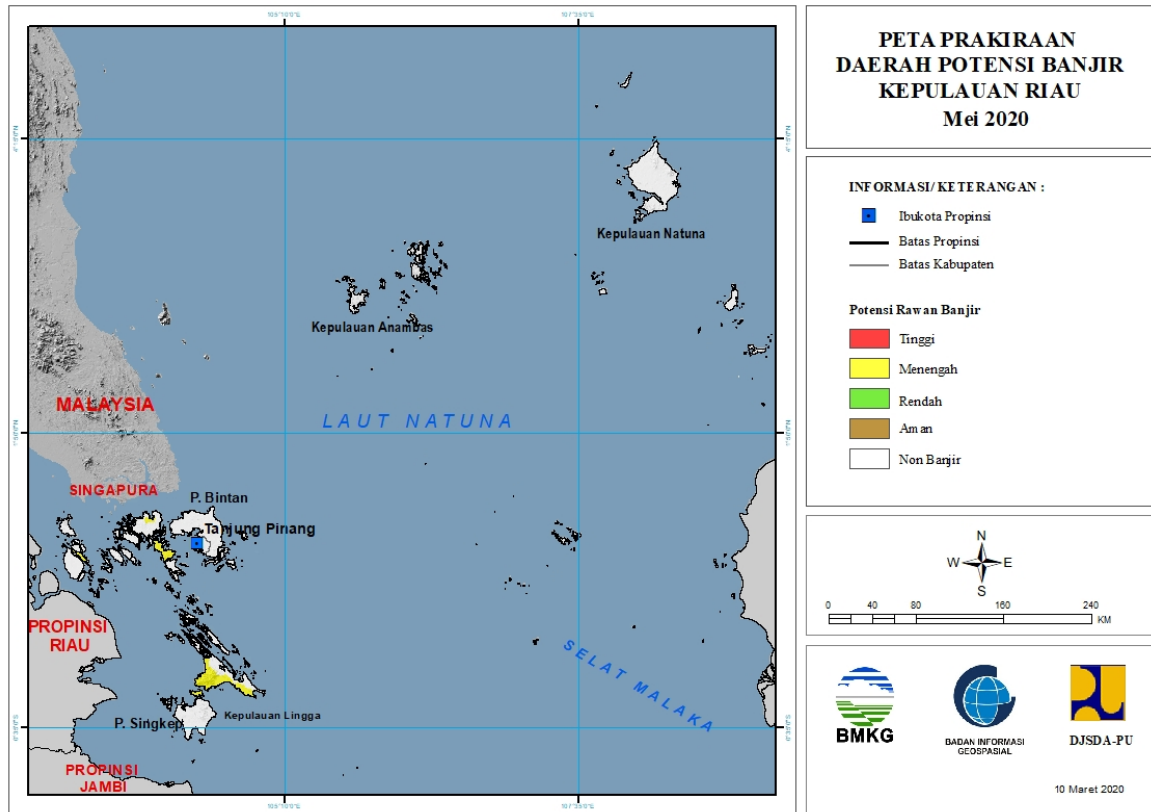 PETA PRAKIRAAN
DAERAH POTENSI BANJIR
KEPULAUAN RIAU
Mei 2020
INFORMASI/ KETERANGAN :
Ibukota Propinsi
Batas Propinsi
Batas Kabupaten
Potensi Rawan Banjir
Tinggi
Menengah
Rendah
Aman
Non Banjir
N
W E
S
0 40 80 160 240
KM
BMKG
BADAN INFORMASI
GEOSPASIAL
DJSDA-PU
10 Maret 2020
Kepulauan Natuna
Kepulauan Anambas
MALAYSIA
LAUT NATUNA
SINGAPURA
P. Bintan
Tanjung Pinang
PROPINSI
RIAU
SELAT MALAKA
P. Singkep
Kepulauan Lingga
PROPINSI
JAMBI